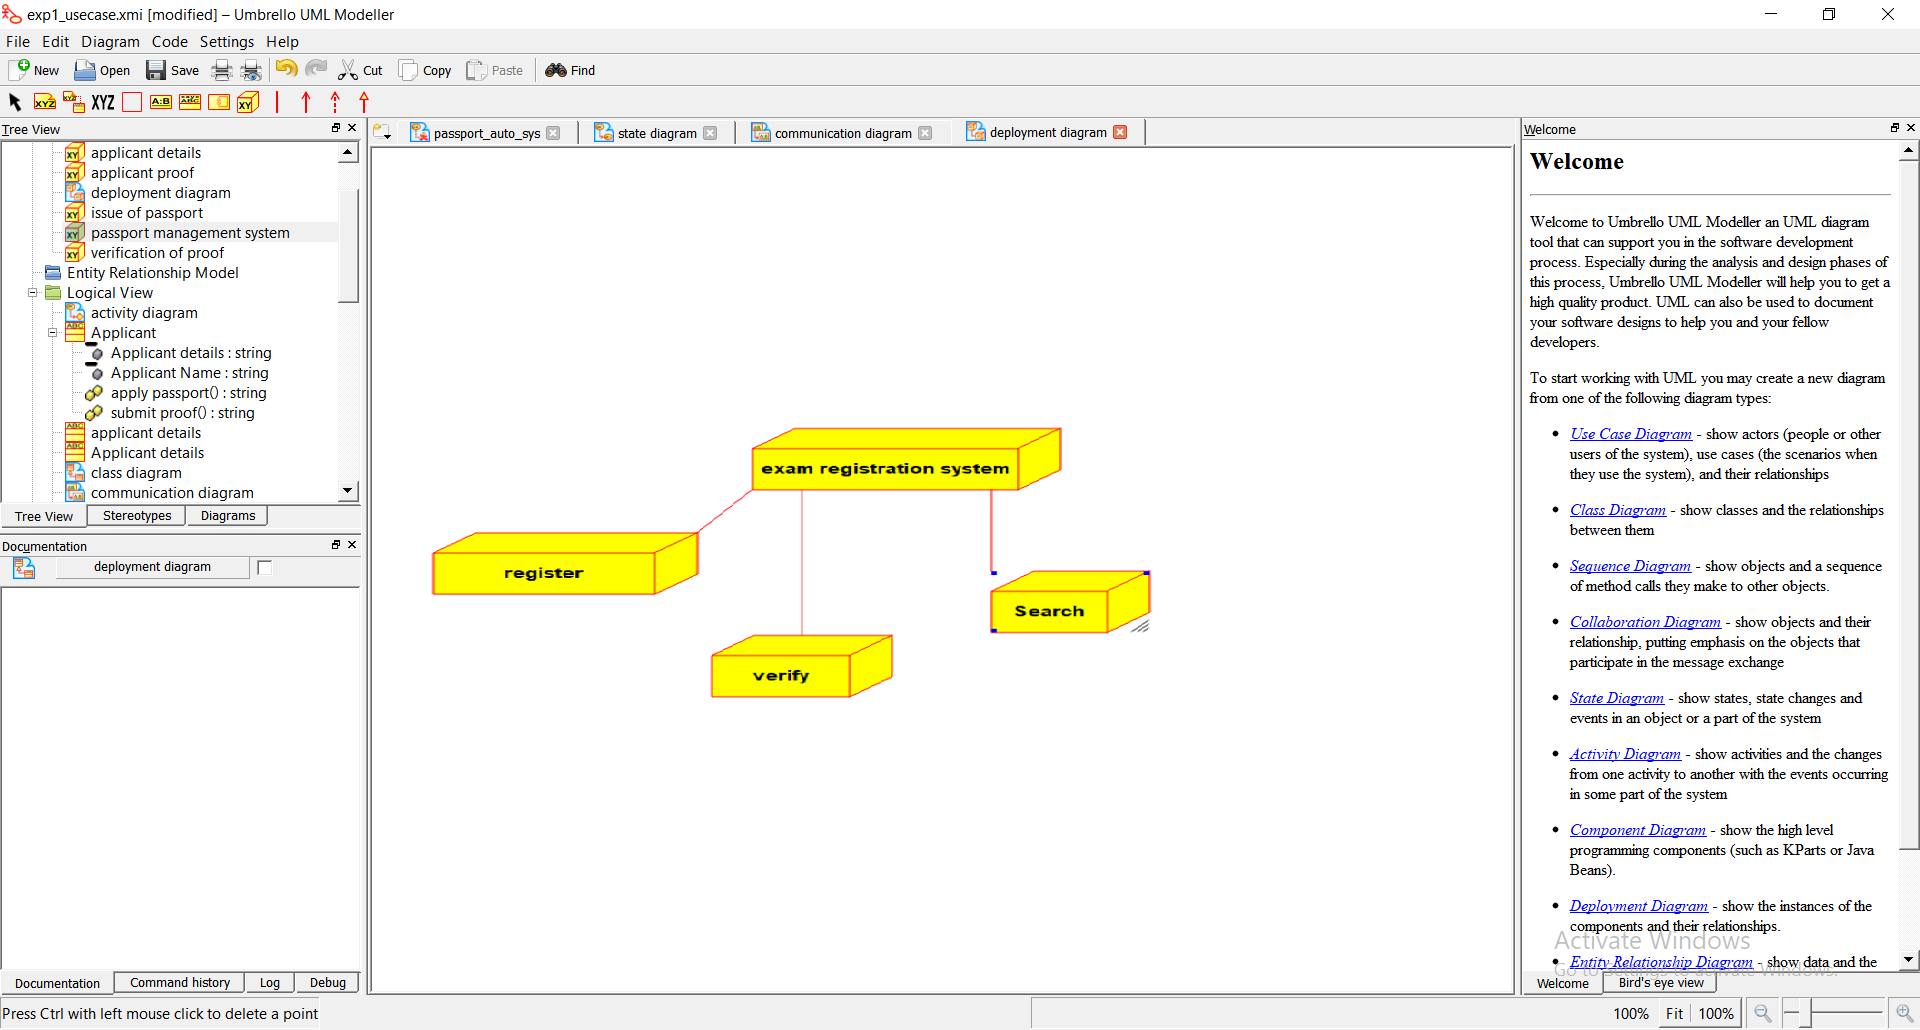 exp1_usecase.xmi [modified] – Umbrello UML Modeller
File Edit Diagram Code Settings Help
New Open Save Cut Copy Paste Find
XYZ XYZ XYZ A:B ABC XY
Tree View
passport_auto_sys
state diagram
communication diagram
deployment diagram
Welcome
applicant details
applicant proof
deployment diagram
issue of passport
passport management system
verification of proof
Entity Relationship Model
Logical View
activity diagram
Applicant
Applicant details : string
Applicant Name : string
apply passport() : string
submit proof() : string
applicant details
Applicant details
class diagram
communication diagram
Tree View Stereotypes Diagrams
Documentation
deployment diagram
Documentation Command history Log Debug
Press Ctrl with left mouse click to delete a point
exam registration system
register
Search
verify
Welcome
Welcome to Umbrello UML Modeller an UML diagram
tool that can support you in the software development
process. Especially during the analysis and design phases of
this process, Umbrello UML Modeller will help you to get a
high quality product. UML can also be used to document
your software designs to help you and your fellow
developers.
To start working with UML you may create a new diagram
from one of the following diagram types:
• Use Case Diagram - show actors (people or other
users of the system), use cases (the scenarios when
they use the system), and their relationships
• Class Diagram - show classes and the relationships
between them
• Sequence Diagram - show objects and a sequence
of method calls they make to other objects.
• Collaboration Diagram - show objects and their
relationship, putting emphasis on the objects that
participate in the message exchange
• State Diagram - show states, state changes and
events in an object or a part of the system
• Activity Diagram - show activities and the changes
from one activity to another with the events occurring
in some part of the system
• Component Diagram - show the high level
programming components (such as KParts or Java
Beans).
• Deployment Diagram - show the instances of the
components and their relationships.
Activate Windows
• Entity-Relationship Diagram - show data and the
Go to Settings to activate Windows.
Welcome Bird's eye view
100% Fit 100%